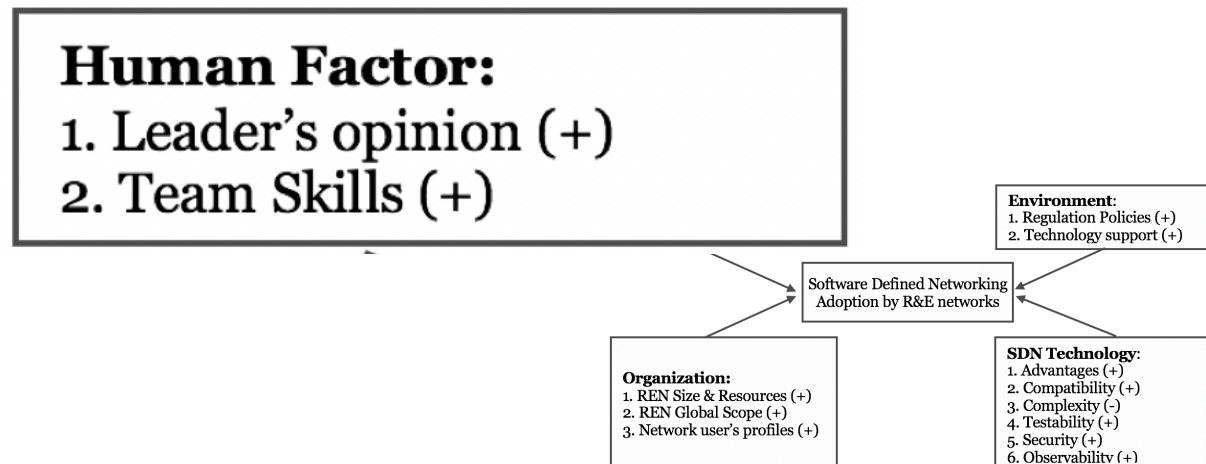 Human Factor:
1. Leader’s opinion (+)
2. Team Skills (+)
Environment:
1. Regulation Policies (+)
2. Technology support (+)
Software Defined Networking
Adoption by R&E networks
Organization:
1. REN Size & Resources (+)
2. REN Global Scope (+)
3. Network user’s profiles (+)
SDN Technology:
1. Advantages (+)
2. Compatibility (+)
3. Complexity (-)
4. Testability (+)
5. Security (+)
6. Observability (+)